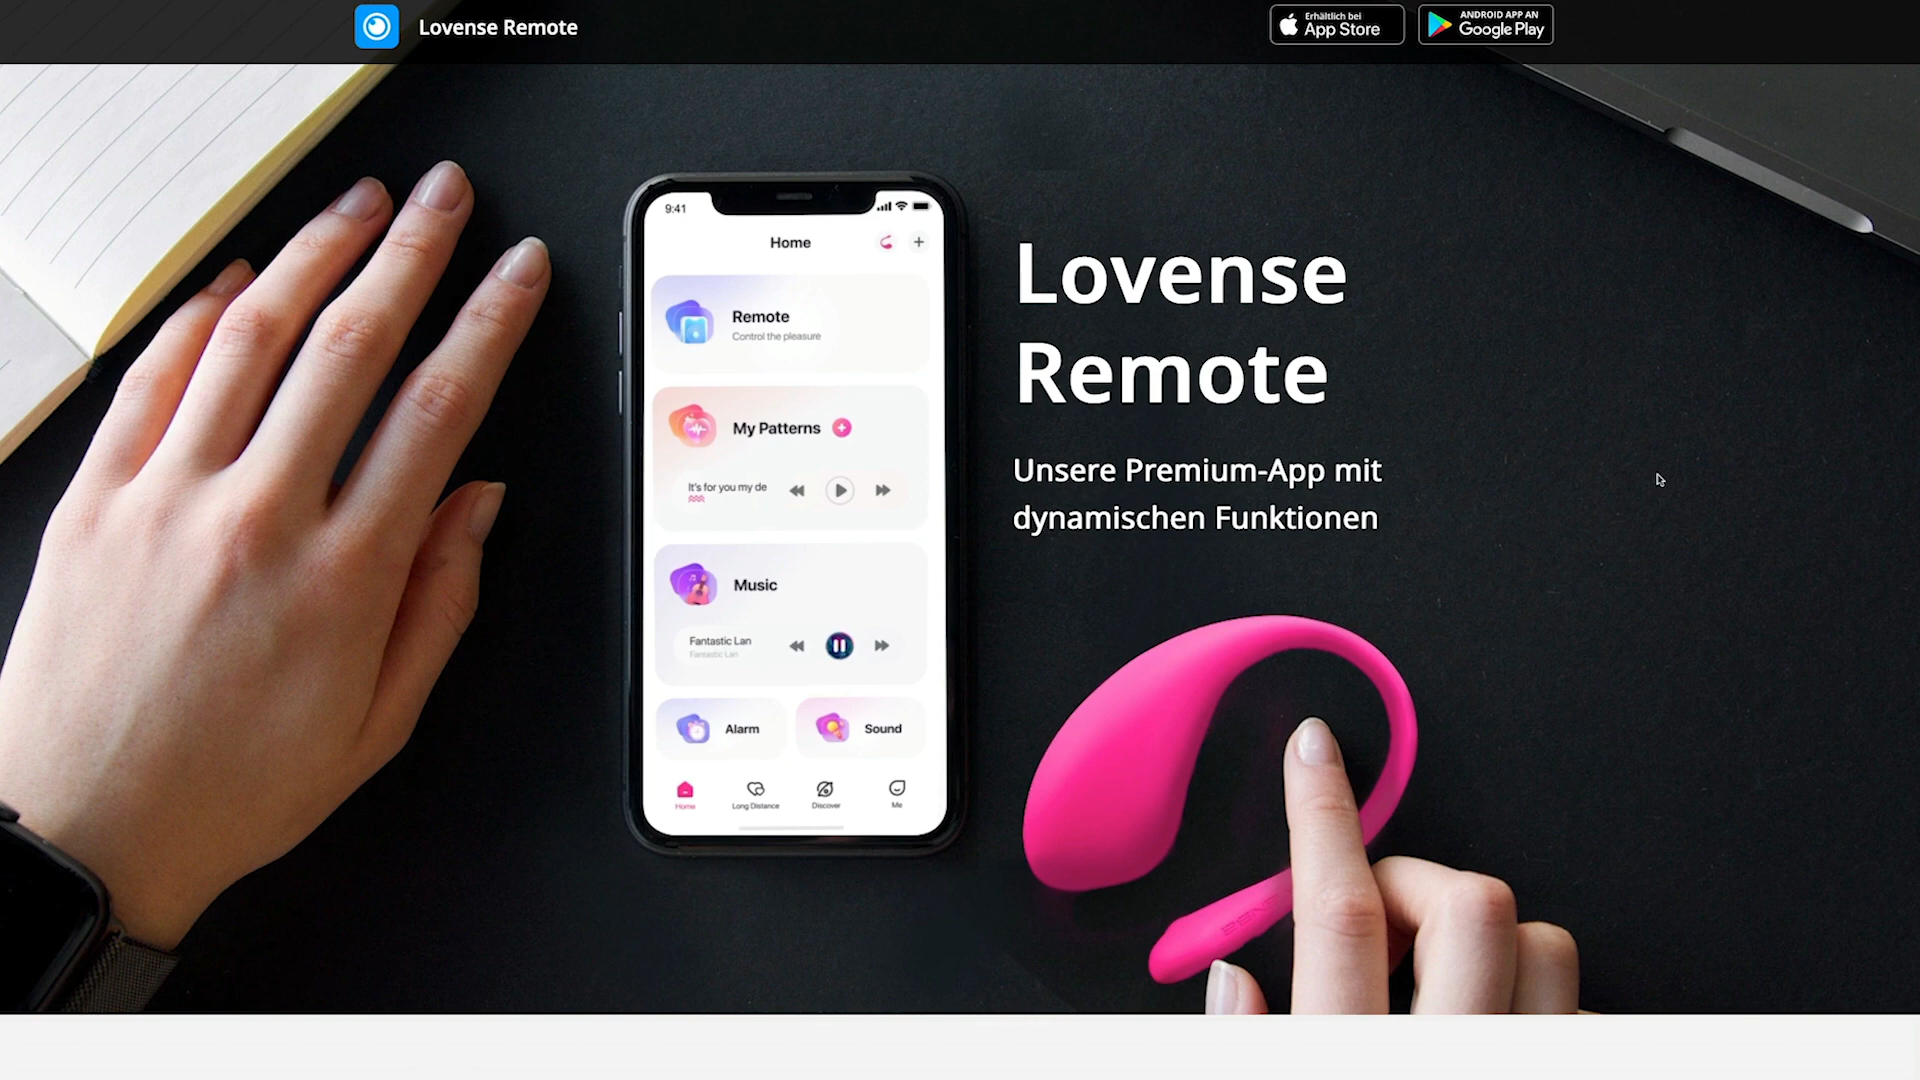 Lovense Remote
Erhältlich bei
App Store
ANDROID APP AN
Google Play
9:41
Home
Remote
Control the pleasure
My Patterns
It's for you my de
Music
Fantastic Lan
Fantastic Lan
Alarm
Sound
Home
Long Distance
Discover
Me
Lovense
Remote
Unsere Premium-App mit
dynamischen Funktionen